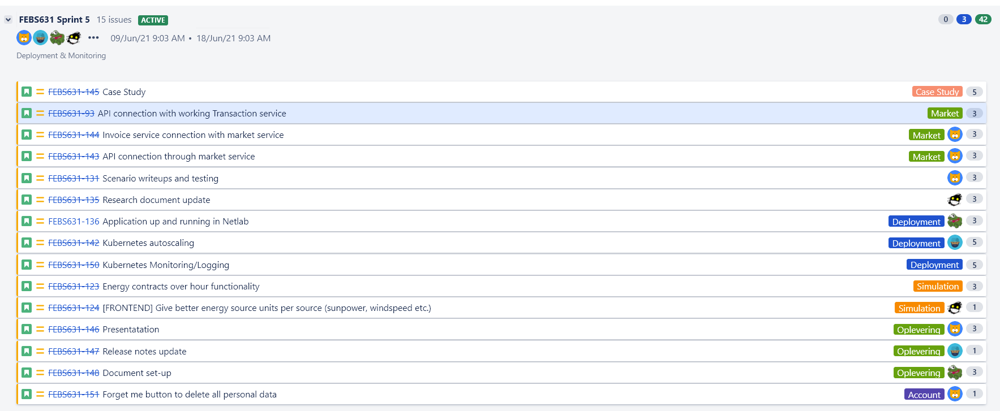 FEBS631 Sprint 5 15 issues ACTIVE 0 3 42
••• 09/Jun/21 9:03 AM • 18/Jun/21 9:03 AM
Deployment & Monitoring
FEBS631-145 Case Study Case Study 5
FEBS631-93 API connection with working Transaction service Market 3
FEBS631-144 Invoice service connection with market service Market 3
FEBS631-143 API connection through market service Market 3
FEBS631-131 Scenario writeups and testing 3
FEBS631-135 Research document update 3
FEBS631-136 Application up and running in Netlab Deployment 3
FEBS631-142 Kubernetes autoscaling Deployment 5
FEBS631-150 Kubernetes Monitoring/Logging Deployment 5
FEBS631-123 Energy contracts over hour functionality Simulation 3
FEBS631-124 [FRONTEND] Give better energy source units per source (sunpower, windspeed etc.) Simulation 1
FEBS631-146 Presentatation Oplevering 3
FEBS631-147 Release notes update Oplevering 1
FEBS631-148 Document set-up Oplevering 3
FEBS631-151 Forget me button to delete all personal data Account 1